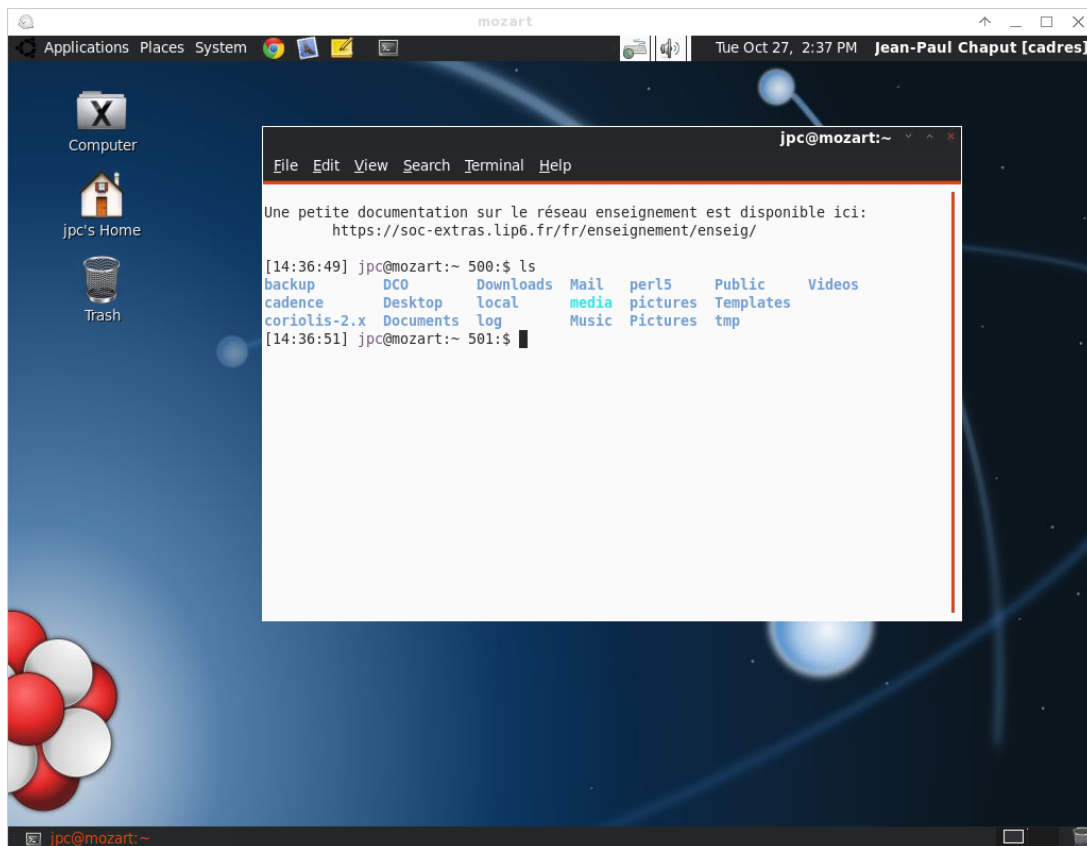 mozart
Applications Places System Tue Oct 27, 2:37 PM Jean-Paul Chaput [cadres]
Computer
jpc's Home
Trash
jpc@mozart:~
File Edit View Search Terminal Help
Une petite documentation sur le réseau enseignement est disponible ici:
https://soc-extras.lip6.fr/fr/enseignement/enseig/
[14:36:49] jpc@mozart:~ 500:$ ls
backup DCO Downloads Mail perl5 Public Videos
cadence Desktop local media pictures Templates
coriolis-2.x Documents log Music Pictures tmp
[14:36:51] jpc@mozart:~ 501:$
jpc@mozart:~